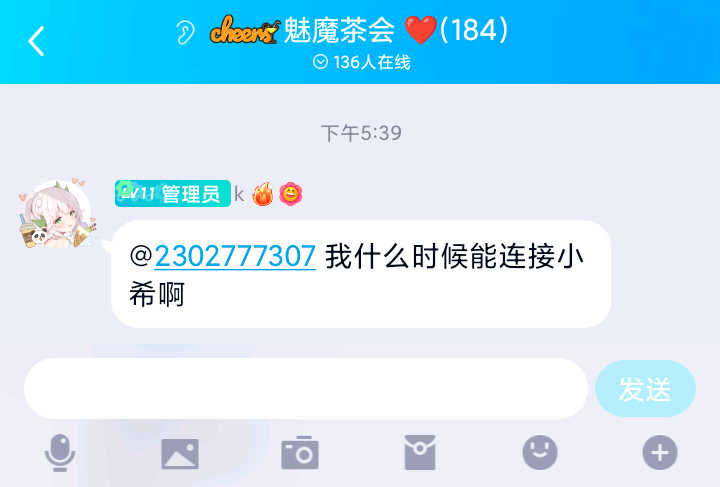 cheers 魅魔茶会 ❤️(184)
136人在线
下午5:39
LV11 管理员 k 🔥
@2302777307 我什么时候能连接小
希啊
发送